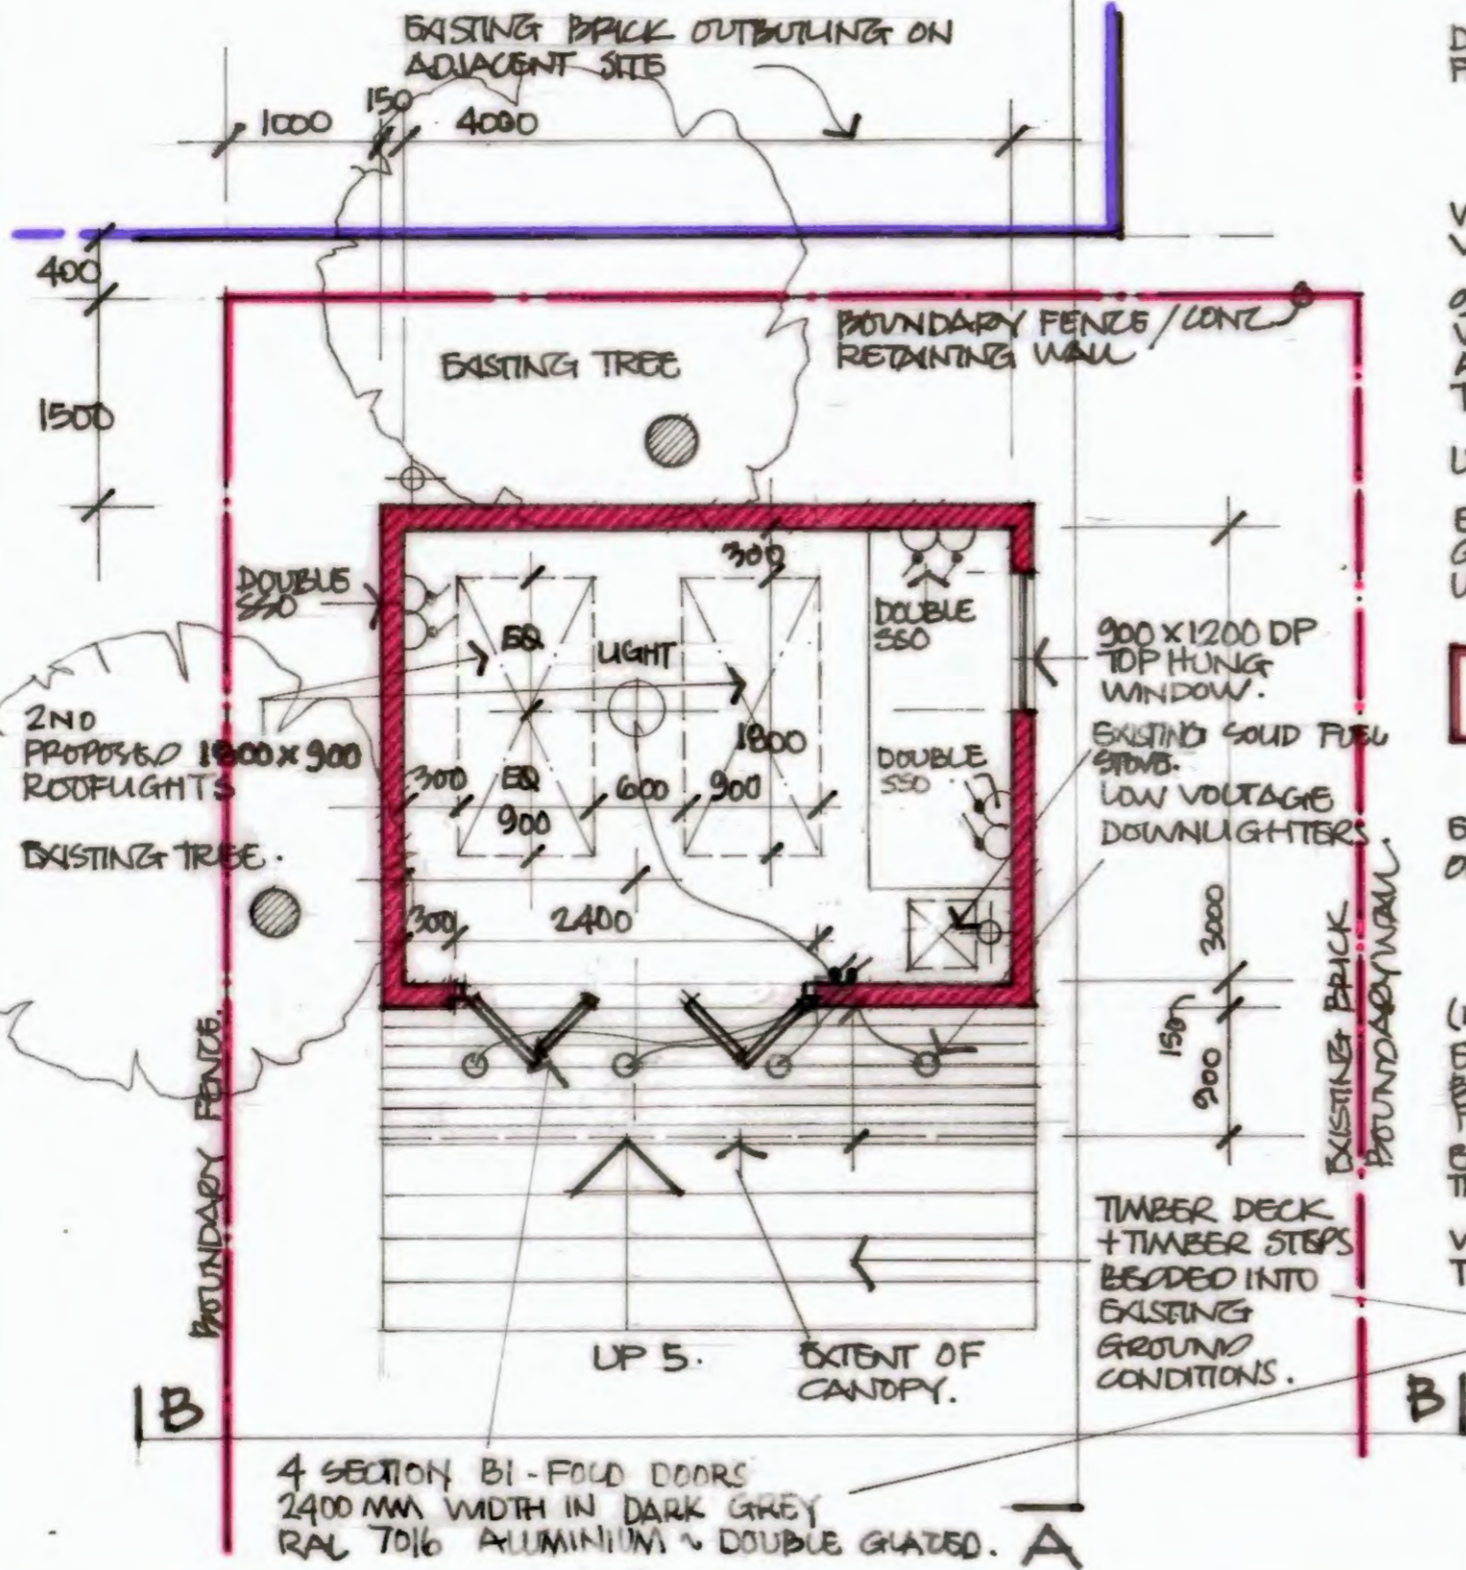 EXISTING BRICK OUTBUILING ON
ADJACENT SITE
1000
150
4000
400
1500
BOUNDARY FENCE / CONC
RETAINING WALL
EXISTING TREE
DOUBLE
SSO
300
DOUBLE
SSO
EQ
LIGHT
900 X 1200 DP
TOP HUNG
WINDOW.
2NO
PROPOSED 1800 X 900
ROOFLIGHTS
1800
DOUBLE
SSO
EXISTING SOLID FUEL
STOVE.
300
EQ
600
900
900
LOW VOLTAGE
DOWNLIGHTERS.
EXISTING TREE.
300
2400
3000
150
900
EXISTING BRICK
BOUNDARY WALL
BOUNDARY FENCE.
TIMBER DECK
+ TIMBER STEPS
BEDDED INTO
EXISTING
GROUND
CONDITIONS.
UP 5.
EXTENT OF
CANOPY.
B
B
4 SECTION BI-FOLD DOORS
2400 MM WIDTH IN DARK GREY
RAL 7016 ALUMINIUM ~ DOUBLE GLAZED.
A